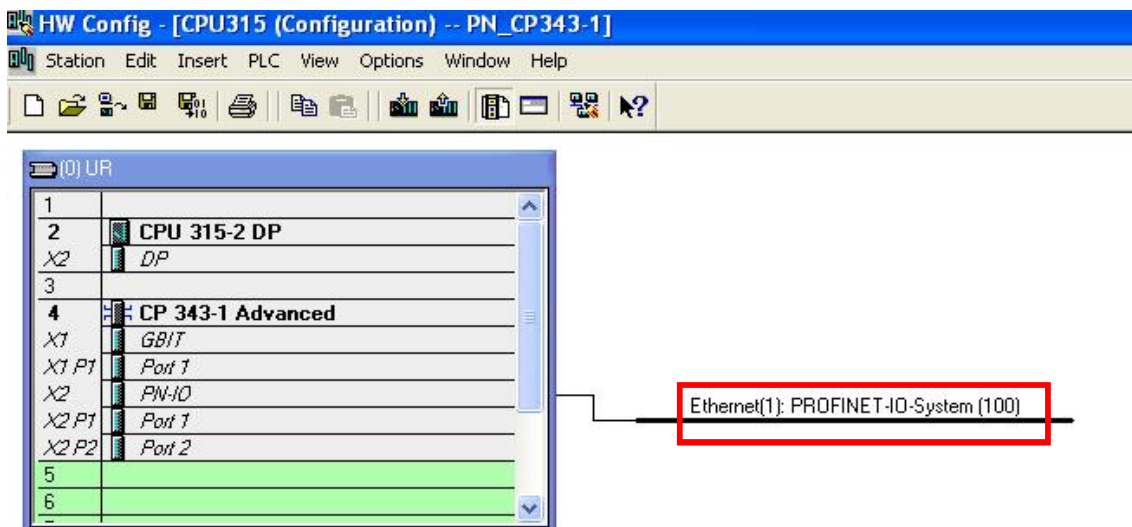 HW Config - [CPU315 (Configuration) -- PN_CP343-1]
Station Edit Insert PLC View Options Window Help
(0) UR
1
2 CPU 315-2 DP
X2 DP
3
4 CP 343-1 Advanced
X1 GBIT
X1 P1 Port 1
X2 PN-IO
X2 P1 Port 1
X2 P2 Port 2
5
6
Ethernet(1): PROFINET-IO-System (100)